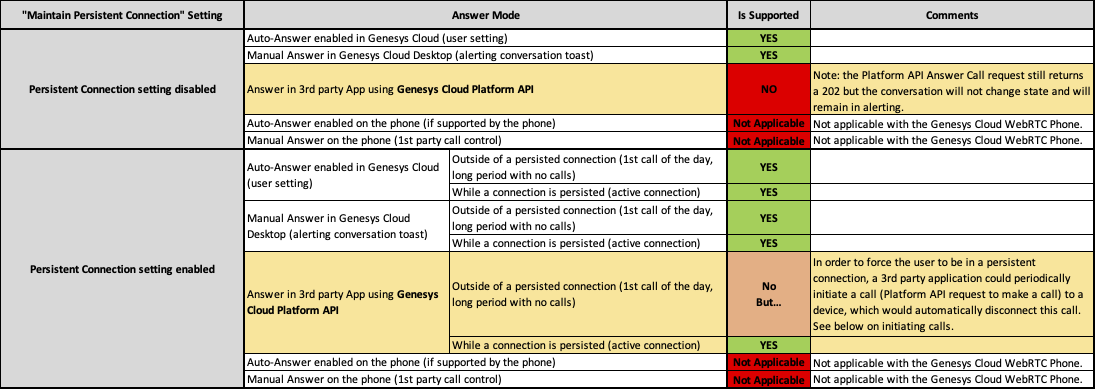 "Maintain Persistent Connection" Setting
Answer Mode
Is Supported
Comments
Persistent Connection setting disabled
Auto-Answer enabled in Genesys Cloud (user setting)
YES
Manual Answer in Genesys Cloud Desktop (alerting conversation toast)
YES
Answer in 3rd party App using Genesys Cloud Platform API
NO
Note: the Platform API Answer Call request still returns
a 202 but the conversation will not change state and will
remain in alerting.
Auto-Answer enabled on the phone (if supported by the phone)
Not Applicable
Not applicable with the Genesys Cloud WebRTC Phone.
Manual Answer on the phone (1st party call control)
Not Applicable
Not applicable with the Genesys Cloud WebRTC Phone.
Persistent Connection setting enabled
Auto-Answer enabled in Genesys Cloud
(user setting)
Outside of a persisted connection (1st call of the day,
long period with no calls)
YES
While a connection is persisted (active connection)
YES
Manual Answer in Genesys Cloud
Desktop (alerting conversation toast)
Outside of a persisted connection (1st call of the day,
long period with no calls)
YES
While a connection is persisted (active connection)
YES
Answer in 3rd party App using Genesys
Cloud Platform API
Outside of a persisted connection (1st call of the day,
long period with no calls)
No
But...
In order to force the user to be in a persistent
connection, a 3rd party application could periodically
initiate a call (Platform API request to make a call) to a
device, which would automatically disconnect this call.
See below on initiating calls.
While a connection is persisted (active connection)
YES
Auto-Answer enabled on the phone (if supported by the phone)
Not Applicable
Not applicable with the Genesys Cloud WebRTC Phone.
Manual Answer on the phone (1st party call control)
Not Applicable
Not applicable with the Genesys Cloud WebRTC Phone.